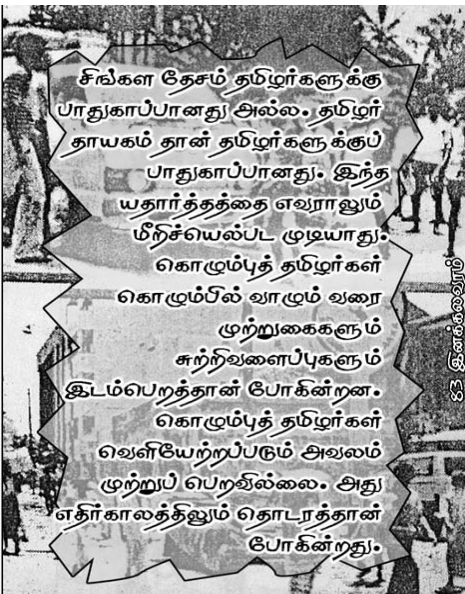 சிங்கள தேசம் தமிழர்களுக்கு
பாதுகாப்பானது அல்ல. தமிழர்
தாயகம் தான் தமிழர்களுக்குப்
பாதுகாப்பானது. இந்த
யதார்த்தத்தை எவராலும்
மீறிச்செயல்பட முடியாது.
கொழும்புத் தமிழர்கள்
கொழும்பில் வாழும் வரை
முற்றுகைகளும்
சுற்றிவளைப்புகளும்
இடம்பெறத்தான் போகின்றன.
கொழும்புத் தமிழர்கள்
வெளியேற்றப்படும் அவலம்
முற்றுப் பெறவில்லை. அது
எதிர்காலத்திலும் தொடரத்தான்
போகின்றது.
83 இனக்கலவரம்